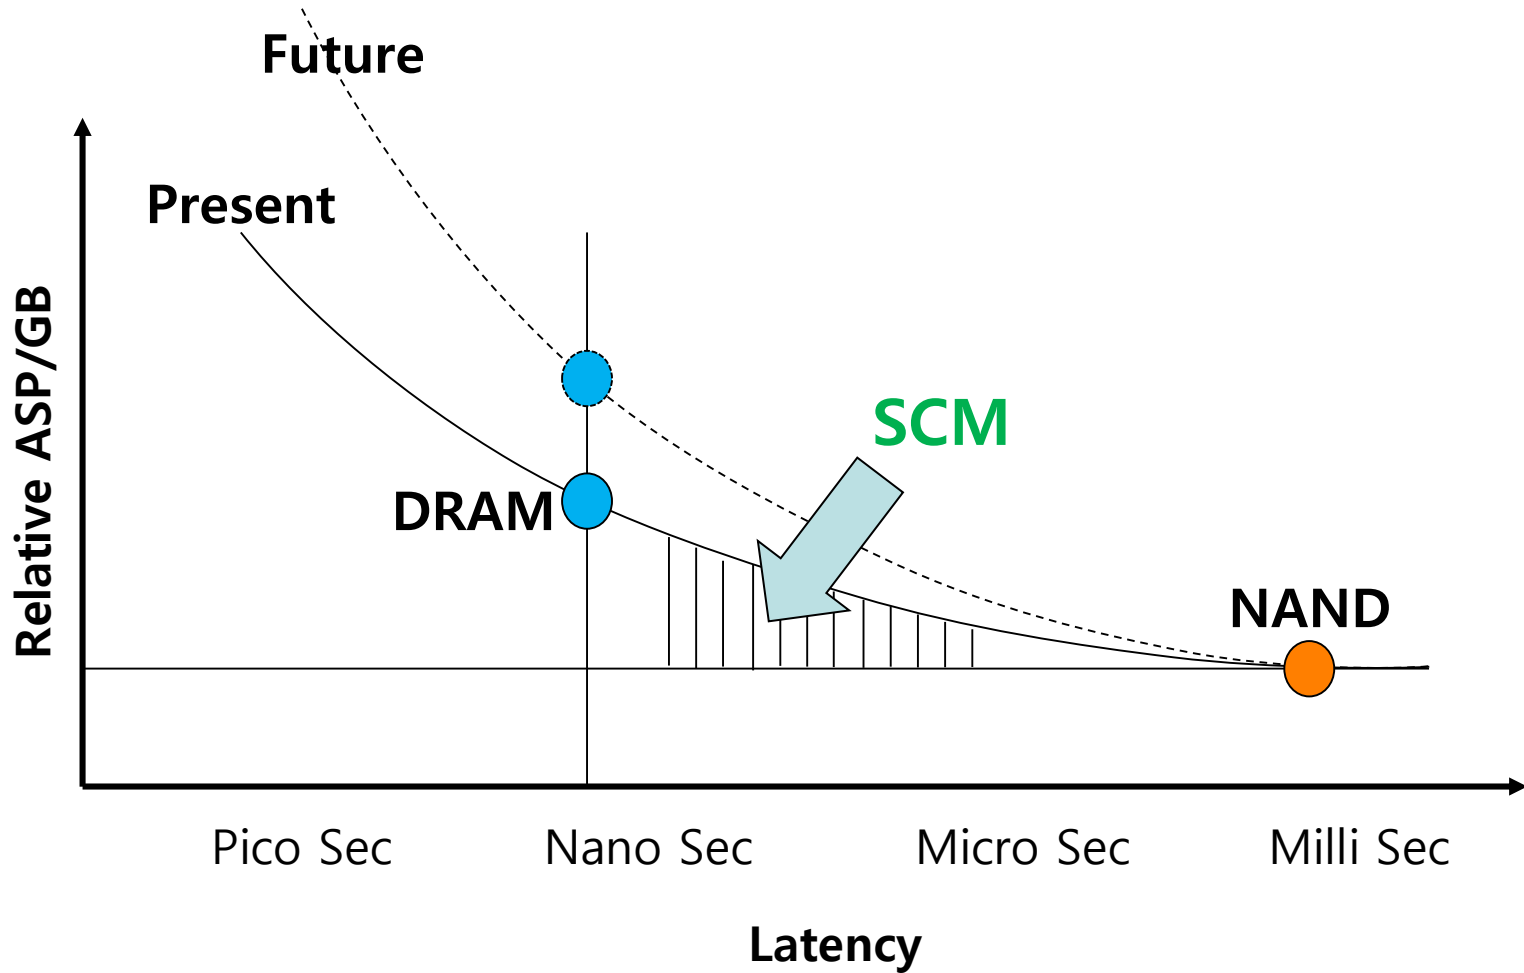 Future
Present
Relative ASP/GB
SCM
DRAM
NAND
Pico Sec
Nano Sec
Micro Sec
Milli Sec
Latency